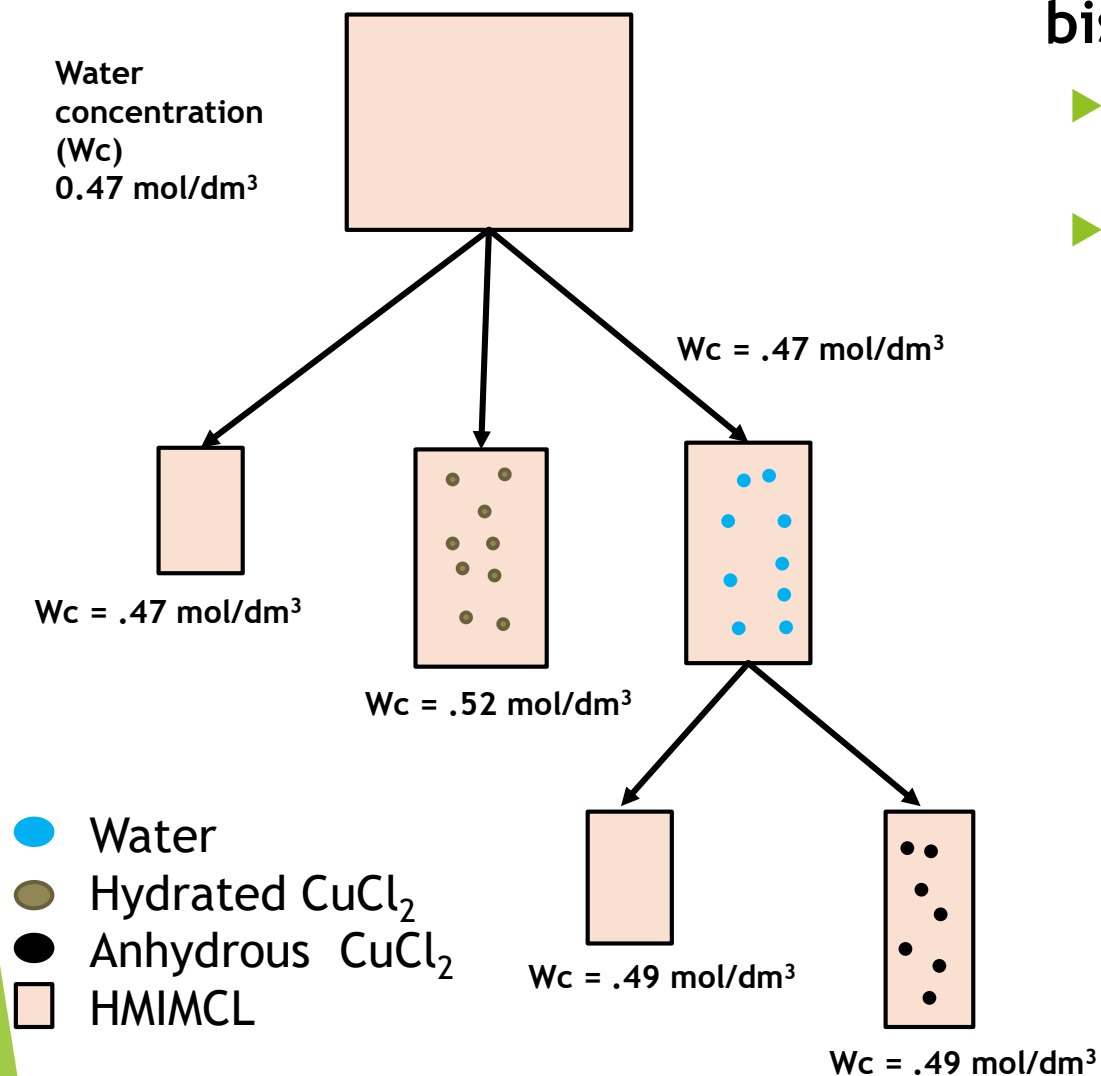 bis
Water
concentration
(Wc)
0.47 mol/dm³
Wc = .47 mol/dm³
Wc = .47 mol/dm³
Wc = .52 mol/dm³
Water
Hydrated CuCl₂
Anhydrous CuCl₂
HMIMCL
Wc = .49 mol/dm³
Wc = .49 mol/dm³